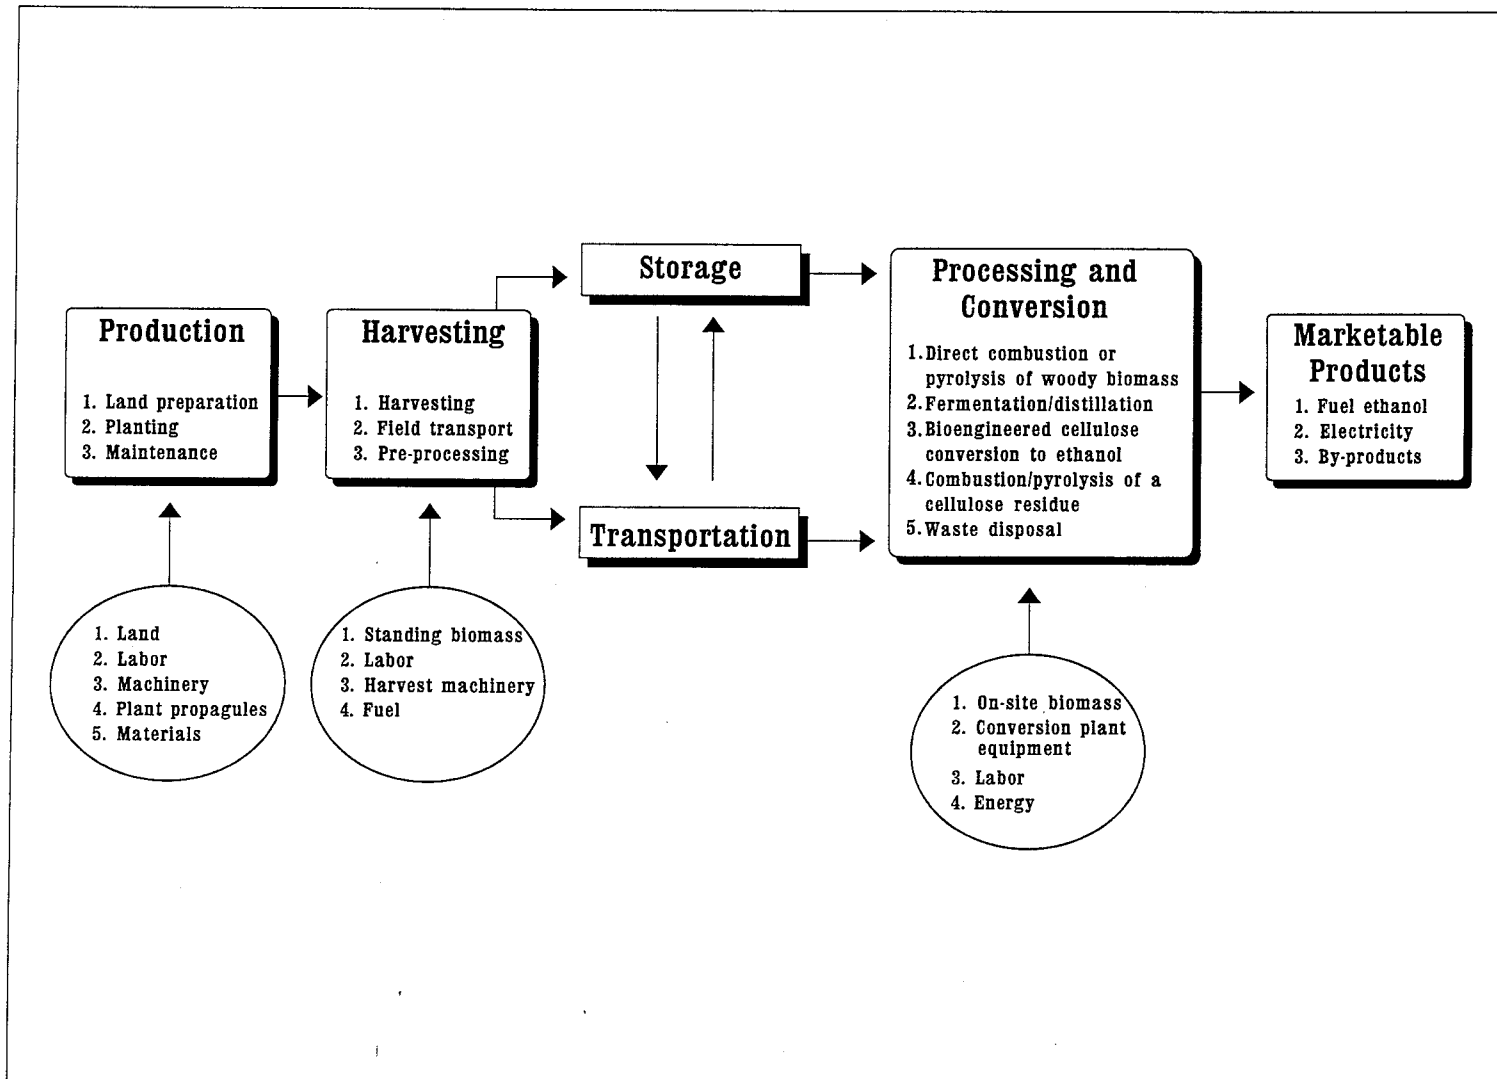 Production
1. Land preparation
2. Planting
3. Maintenance
1. Land
2. Labor
3. Machinery
4. Plant propagules
5. Materials
Harvesting
1. Harvesting
2. Field transport
3. Pre-processing
1. Standing biomass
2. Labor
3. Harvest machinery
4. Fuel
Storage
Transportation
Processing and
Conversion
1.Direct combustion or
pyrolysis of woody biomass
2.Fermentation/distillation
3.Bioengineered cellulose
conversion to ethanol
4.Combustion/pyrolysis of a
cellulose residue
5.Waste disposal
1. On-site biomass
2. Conversion plant
equipment
3. Labor
4. Energy
Marketable
Products
1. Fuel ethanol
2. Electricity
3. By-products